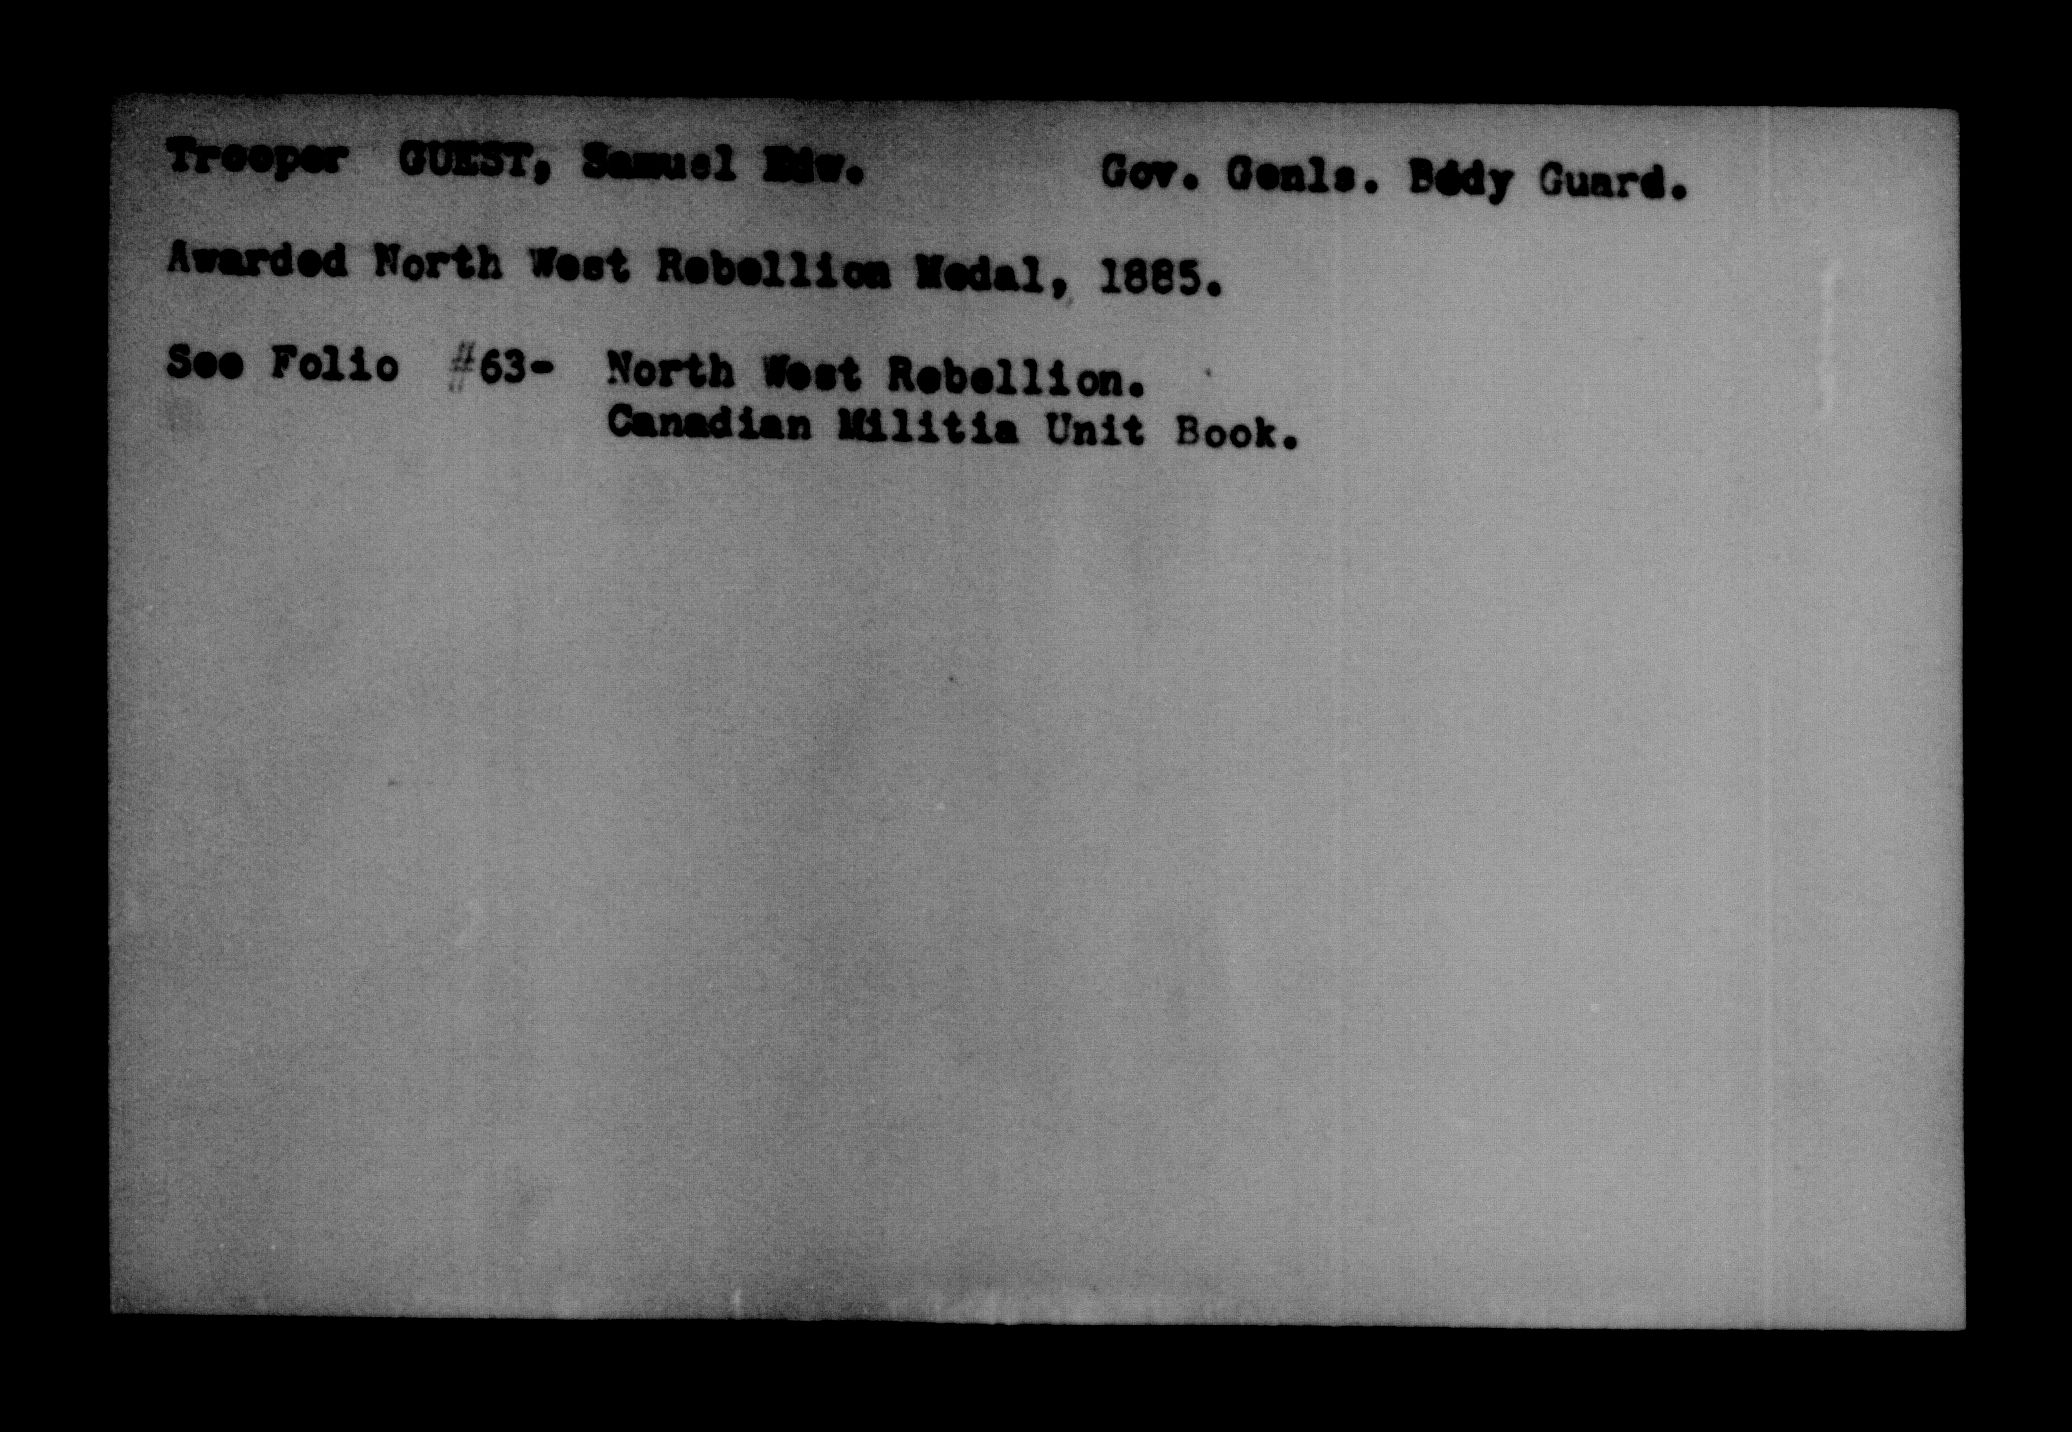 Trooper GUEST, Samuel Edw. Gov. Genls. Body Guard.
Awarded North West Rebellion Medal, 1885.
See Folio #63- North West Rebellion.
Canadian Militia Unit Book.